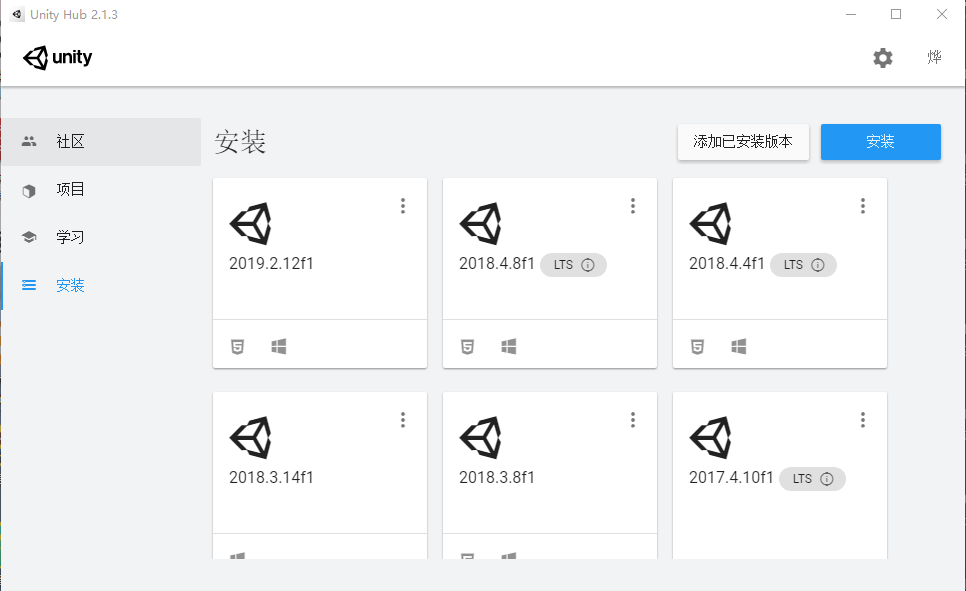 Unity Hub 2.1.3
unity
烨
社区
项目
学习
安装
安装
添加已安装版本
安装
2019.2.12f1
2018.4.8f1 LTS
2018.4.4f1 LTS
2018.3.14f1
2018.3.8f1
2017.4.10f1 LTS